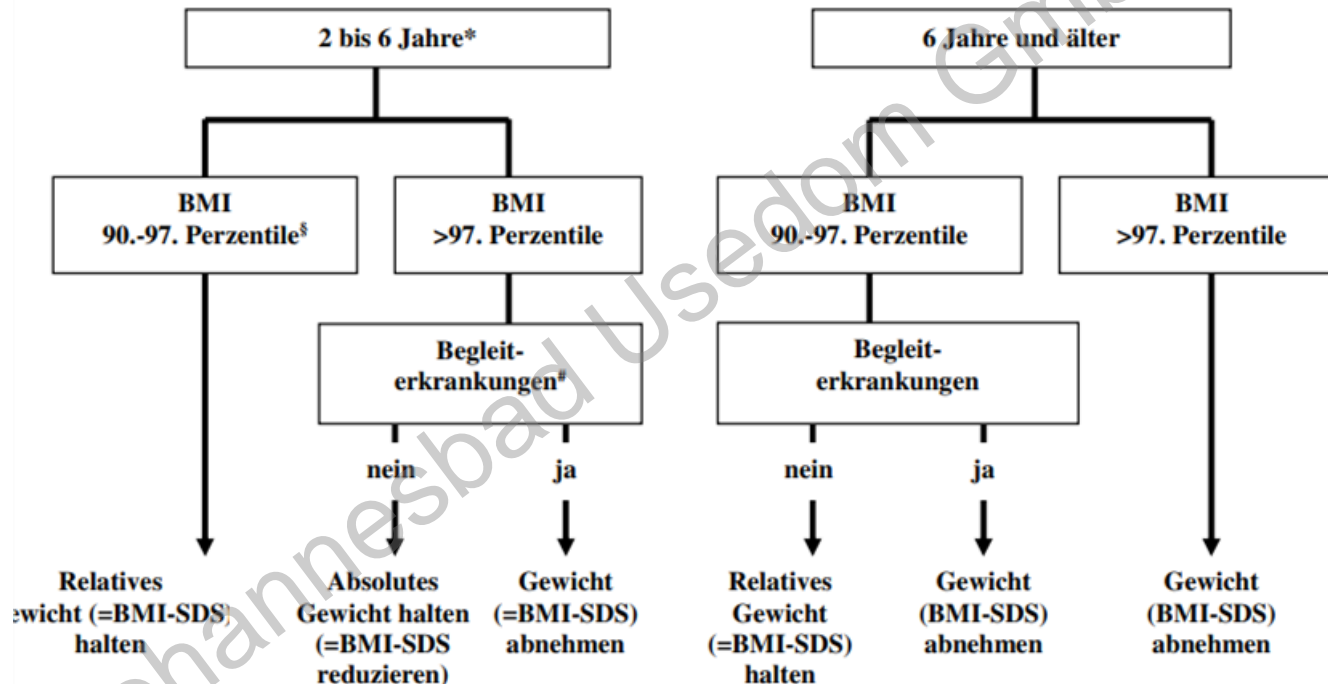 2 bis 6 Jahre*
6 Jahre und älter
BMI
90.-97. Perzentile§
BMI
>97. Perzentile
BMI
90.-97. Perzentile
BMI
>97. Perzentile
Begleit-
erkrankungen#
Begleit-
erkrankungen
nein
ja
nein
ja
Relatives
ewicht (=BMI-SDS)
halten
Absolutes
Gewicht halten
(=BMI-SDS
reduzieren)
Gewicht
(=BMI-SDS)
abnehmen
Relatives
Gewicht
(=BMI-SDS)
halten
Gewicht
(BMI-SDS)
abnehmen
Gewicht
(BMI-SDS)
abnehmen
ohannesbad Usedom Gmb